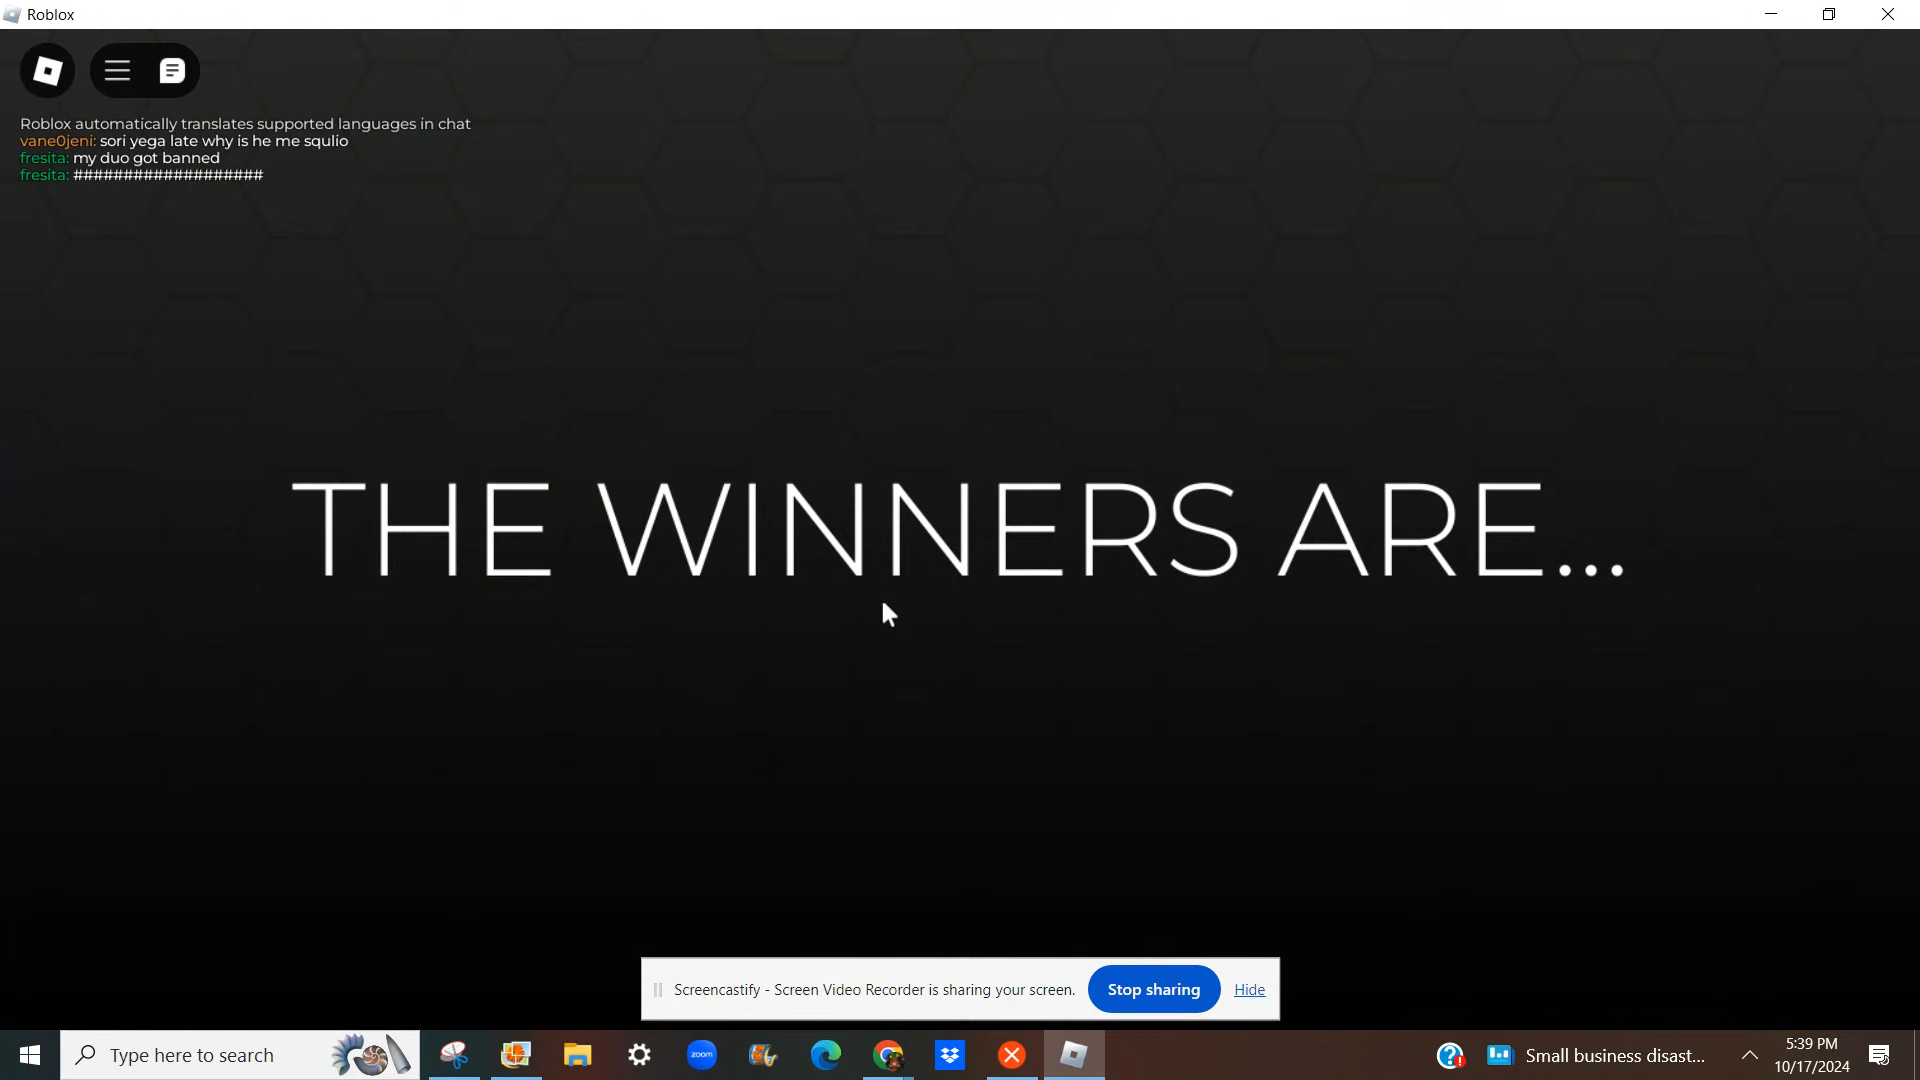 Roblox
Roblox automatically translates supported languages in chat
vane0jeni: sori yega late why is he me squlio
fresita: my duo got banned
fresita: ###################
THE WINNERS ARE...
Screencastify - Screen Video Recorder is sharing your screen. Stop sharing Hide
Type here to search
zoom
Small business disast...
5:39 PM
10/17/2024